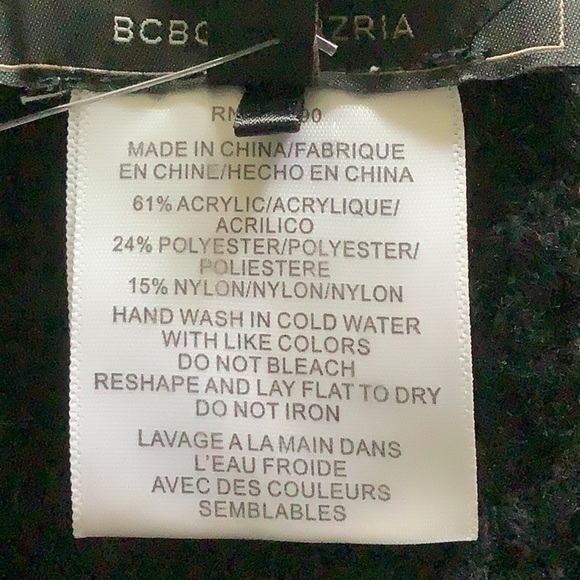 BCBG ZRIA
RN 90
MADE IN CHINA/FABRIQUE
EN CHINE/HECHO EN CHINA
61% ACRYLIC/ACRYLIQUE/
ACRILICO
24% POLYESTER/POLYESTER/
POLIESTERE
15% NYLON/NYLON/NYLON
HAND WASH IN COLD WATER
WITH LIKE COLORS
DO NOT BLEACH
RESHAPE AND LAY FLAT TO DRY
DO NOT IRON
LAVAGE A LA MAIN DANS
L'EAU FROIDE
AVEC DES COULEURS
SEMBLABLES